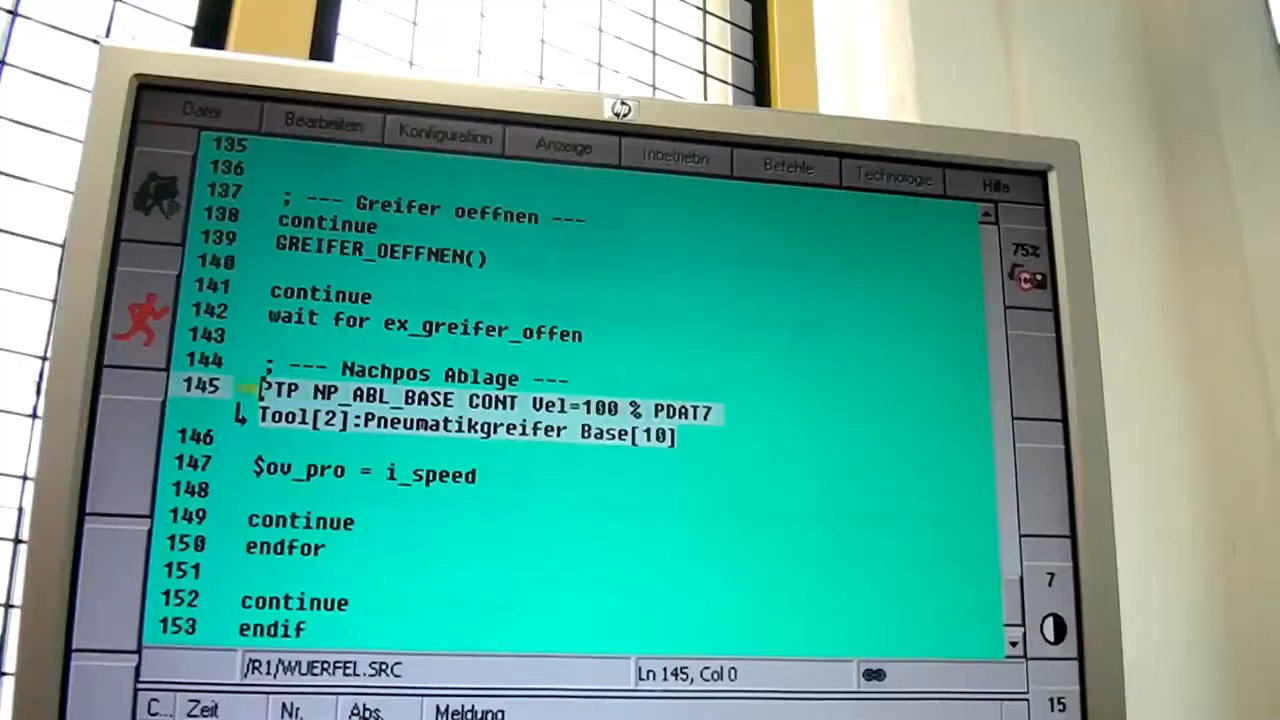 hp
Datei Bearbeiten Konfiguration Anzeige Inbetriebn. Befehle Technologie Hilfe
135
136
137 ; --- Greifer oeffnen ---
138 continue
139 GREIFER_OEFFNEN()
140
141 continue
142 wait for ex_greifer_offen
143
144 ; --- Nachpos Ablage ---
145 PTP NP_ABL_BASE CONT Vel=100 % PDAT7
Tool[2]:Pneumatikgreifer Base[10]
146
147 $ov_pro = i_speed
148
149 continue
150 endfor
151
152 continue
153 endif
75%
7
15
/R1/WUERFEL.SRC Ln 145, Col 0
C... Zeit Nr. Abs. Meldung